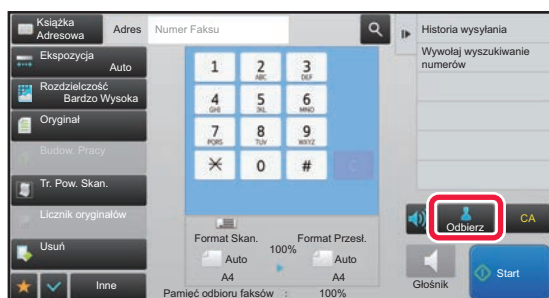 Książka
Adresowa
Adres
Numer Faksu
Historia wysyłania
Wywołaj wyszukiwanie
numerów
Ekspozycja
Auto
Rozdzielczość
Bardzo Wysoka
Oryginał
Budow. Pracy
Tr. Pow. Skan.
Licznik oryginałów
Usuń
Inne
1
2
ABC
3
DEF
4
GHI
5
JKL
6
MNO
7
PQRS
8
TUV
9
WXYZ
0
#
C
Format Skan.
100%
Format Przesł.
Auto
Auto
A4
A4
Pamięć odbioru faksów : 100%
Odbierz
CA
Głośnik
Start